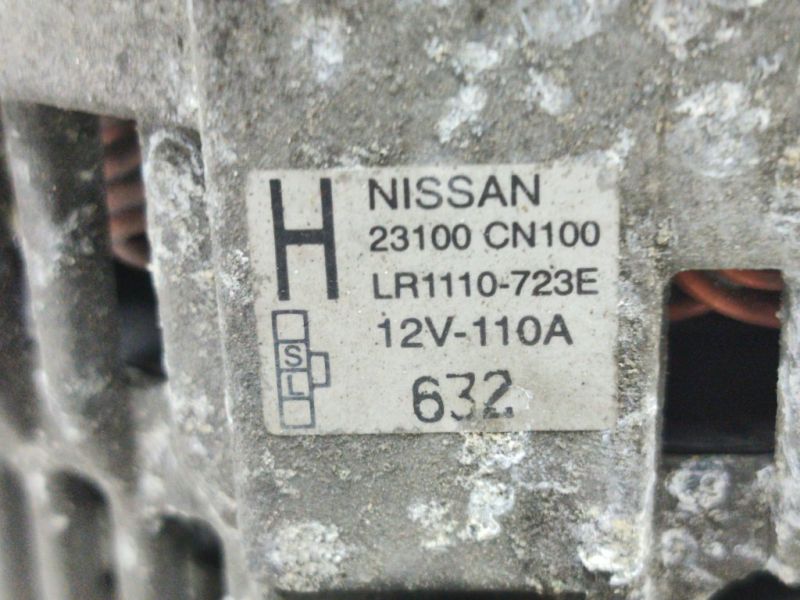 H
NISSAN
23100 CN100
LR1110-723E
12V-110A
S
L
632